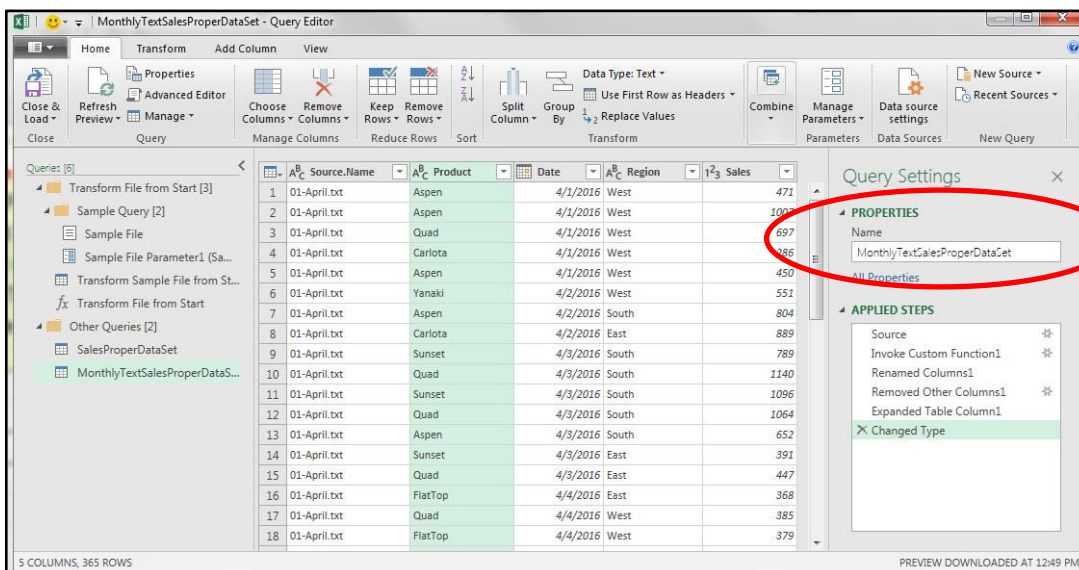 MonthlyTextSalesProperDataSet - Query Editor
Home Transform Add Column View
Close & Load
Refresh Preview
Properties
Advanced Editor
Manage
Choose Columns
Remove Columns
Keep Rows
Remove Rows
Split Column
Group By
Data Type: Text
Use First Row as Headers
Replace Values
Combine
Manage Parameters
Data source settings
New Source
Recent Sources
Close Query Manage Columns Reduce Rows Sort Transform Parameters Data Sources New Query
Queries [6]
Transform File from Start [3]
Sample Query [2]
Sample File
Sample File Parameter1 (Sa...
Transform Sample File from St...
fx Transform File from Start
Other Queries [2]
SalesProperDataSet
MonthlyTextSalesProperDataS...
ABC Source.Name ABC Product Date ABC Region 123 Sales
1 01-April.txt Aspen 4/1/2016 West 471
2 01-April.txt Aspen 4/1/2016 West
3 01-April.txt Quad 4/1/2016 West 697
4 01-April.txt Carlota 4/1/2016 West 286
5 01-April.txt Aspen 4/1/2016 West 450
6 01-April.txt Yanaki 4/2/2016 West 551
7 01-April.txt Aspen 4/2/2016 South 804
8 01-April.txt Carlota 4/2/2016 East 889
9 01-April.txt Sunset 4/3/2016 South 789
10 01-April.txt Quad 4/3/2016 South 1140
11 01-April.txt Sunset 4/3/2016 South 1096
12 01-April.txt Quad 4/3/2016 South 1064
13 01-April.txt Aspen 4/3/2016 South 652
14 01-April.txt Sunset 4/3/2016 East 391
15 01-April.txt Quad 4/3/2016 East 447
16 01-April.txt FlatTop 4/4/2016 East 368
17 01-April.txt Quad 4/4/2016 West 385
18 01-April.txt FlatTop 4/4/2016 West 379
Query Settings
PROPERTIES
Name
MonthlyTextSalesProperDataSet
All Properties
APPLIED STEPS
Source
Invoke Custom Function1
Renamed Columns1
Removed Other Columns1
Expanded Table Column1
Changed Type
5 COLUMNS, 365 ROWS
PREVIEW DOWNLOADED AT 12:49 PM